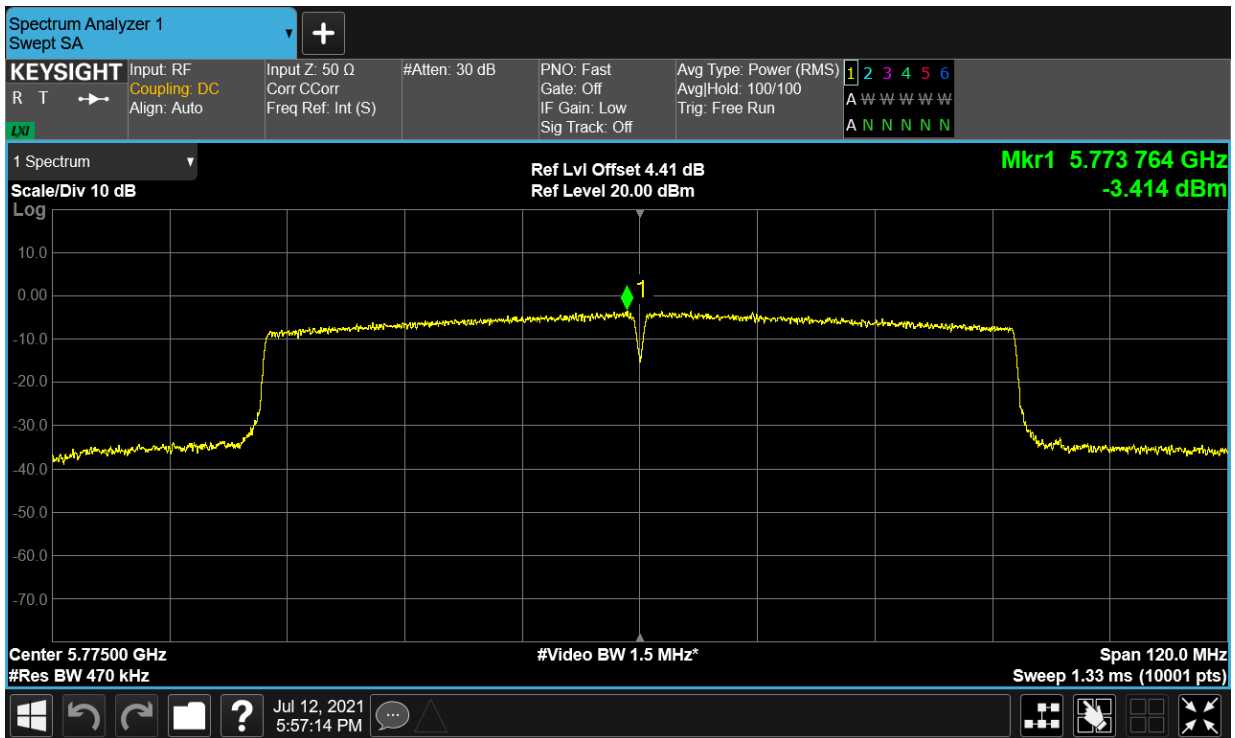 Spectrum Analyzer 1
Swept SA
+
KEYSIGHT
R T
LXI
Input: RF
Coupling: DC
Align: Auto
Input Z: 50 Ω
Corr CCorr
Freq Ref: Int (S)
#Atten: 30 dB
PNO: Fast
Gate: Off
IF Gain: Low
Sig Track: Off
Avg Type: Power (RMS)
Avg|Hold: 100/100
Trig: Free Run
1 2 3 4 5 6
A W W W W W
A N N N N N
1 Spectrum
Scale/Div 10 dB
Log
Ref Lvl Offset 4.41 dB
Ref Level 20.00 dBm
Mkr1 5.773 764 GHz
-3.414 dBm
10.0
0.00
-10.0
-20.0
-30.0
-40.0
-50.0
-60.0
-70.0
1
Center 5.77500 GHz
#Res BW 470 kHz
#Video BW 1.5 MHz*
Span 120.0 MHz
Sweep 1.33 ms (10001 pts)
?
Jul 12, 2021
5:57:14 PM